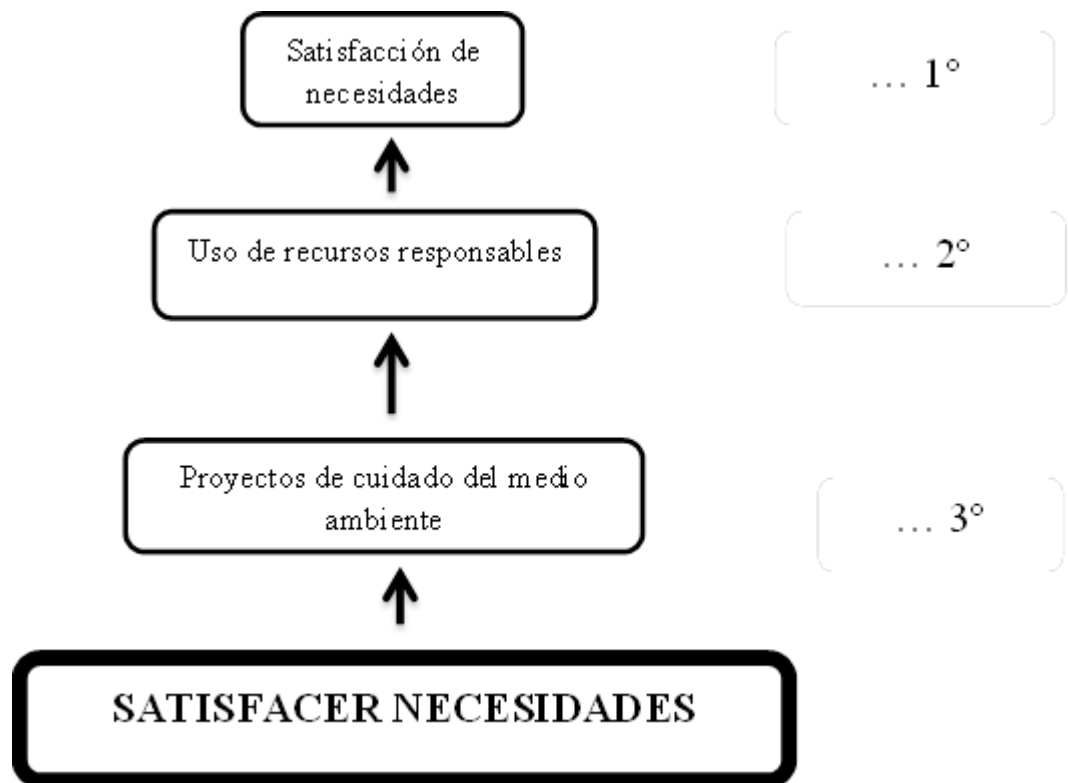 Satisfacción de
necesidades
... 1°
Uso de recursos responsables
... 2°
Proyectos de cuidado del medio
ambiente
... 3°
SATISFACER NECESIDADES